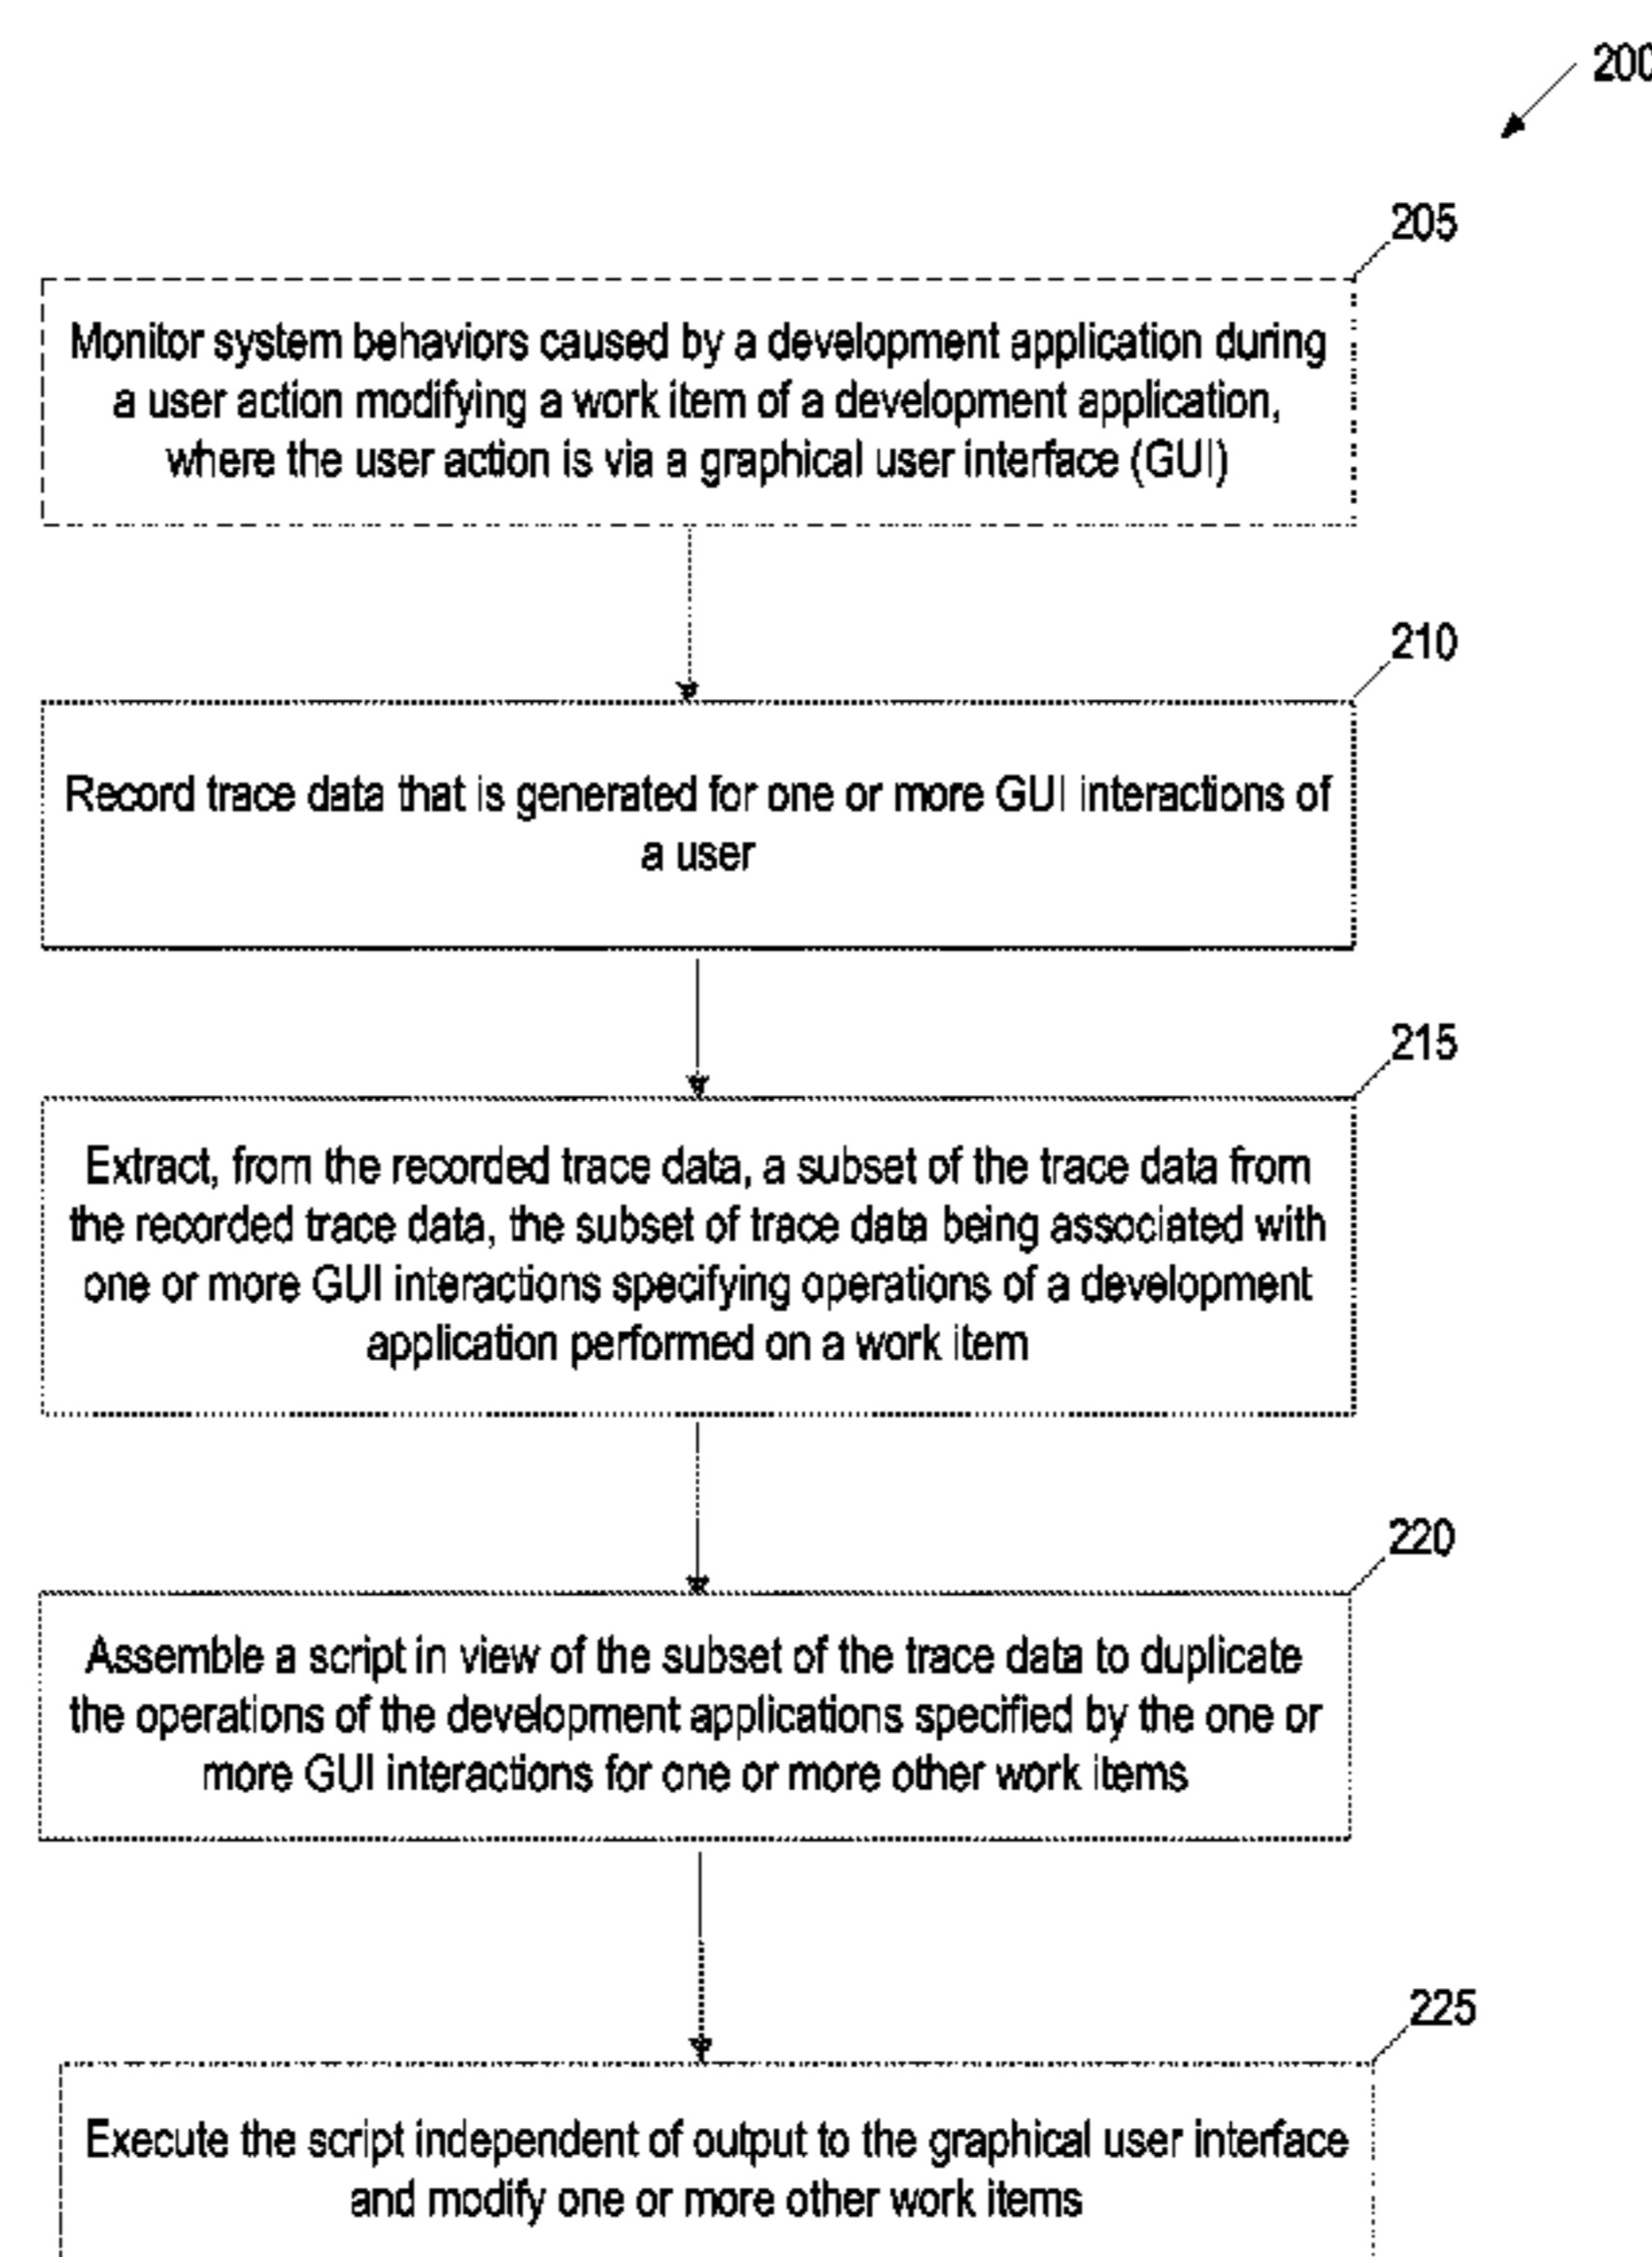 200
205
Monitor system behaviors caused by a development application during
a user action modifying a work item of a development application,
where the user action is via a graphical user interface (GUI)
210
Record trace data that is generated for one or more GUI interactions of
a user
215
Extract, from the recorded trace data, a subset of the trace data from
the recorded trace data, the subset of trace data being associated with
one or more GUI interactions specifying operations of a development
application performed on a work item
220
Assemble a script in view of the subset of the trace data to duplicate
the operations of the development applications specified by the one or
more GUI interactions for one or more other work items
225
Execute the script independent of output to the graphical user interface
and modify one or more other work items